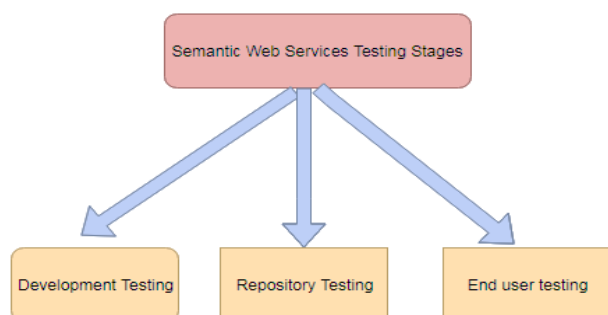 Semantic Web Services Testing Stages
Development Testing
Repository Testing
End user testing